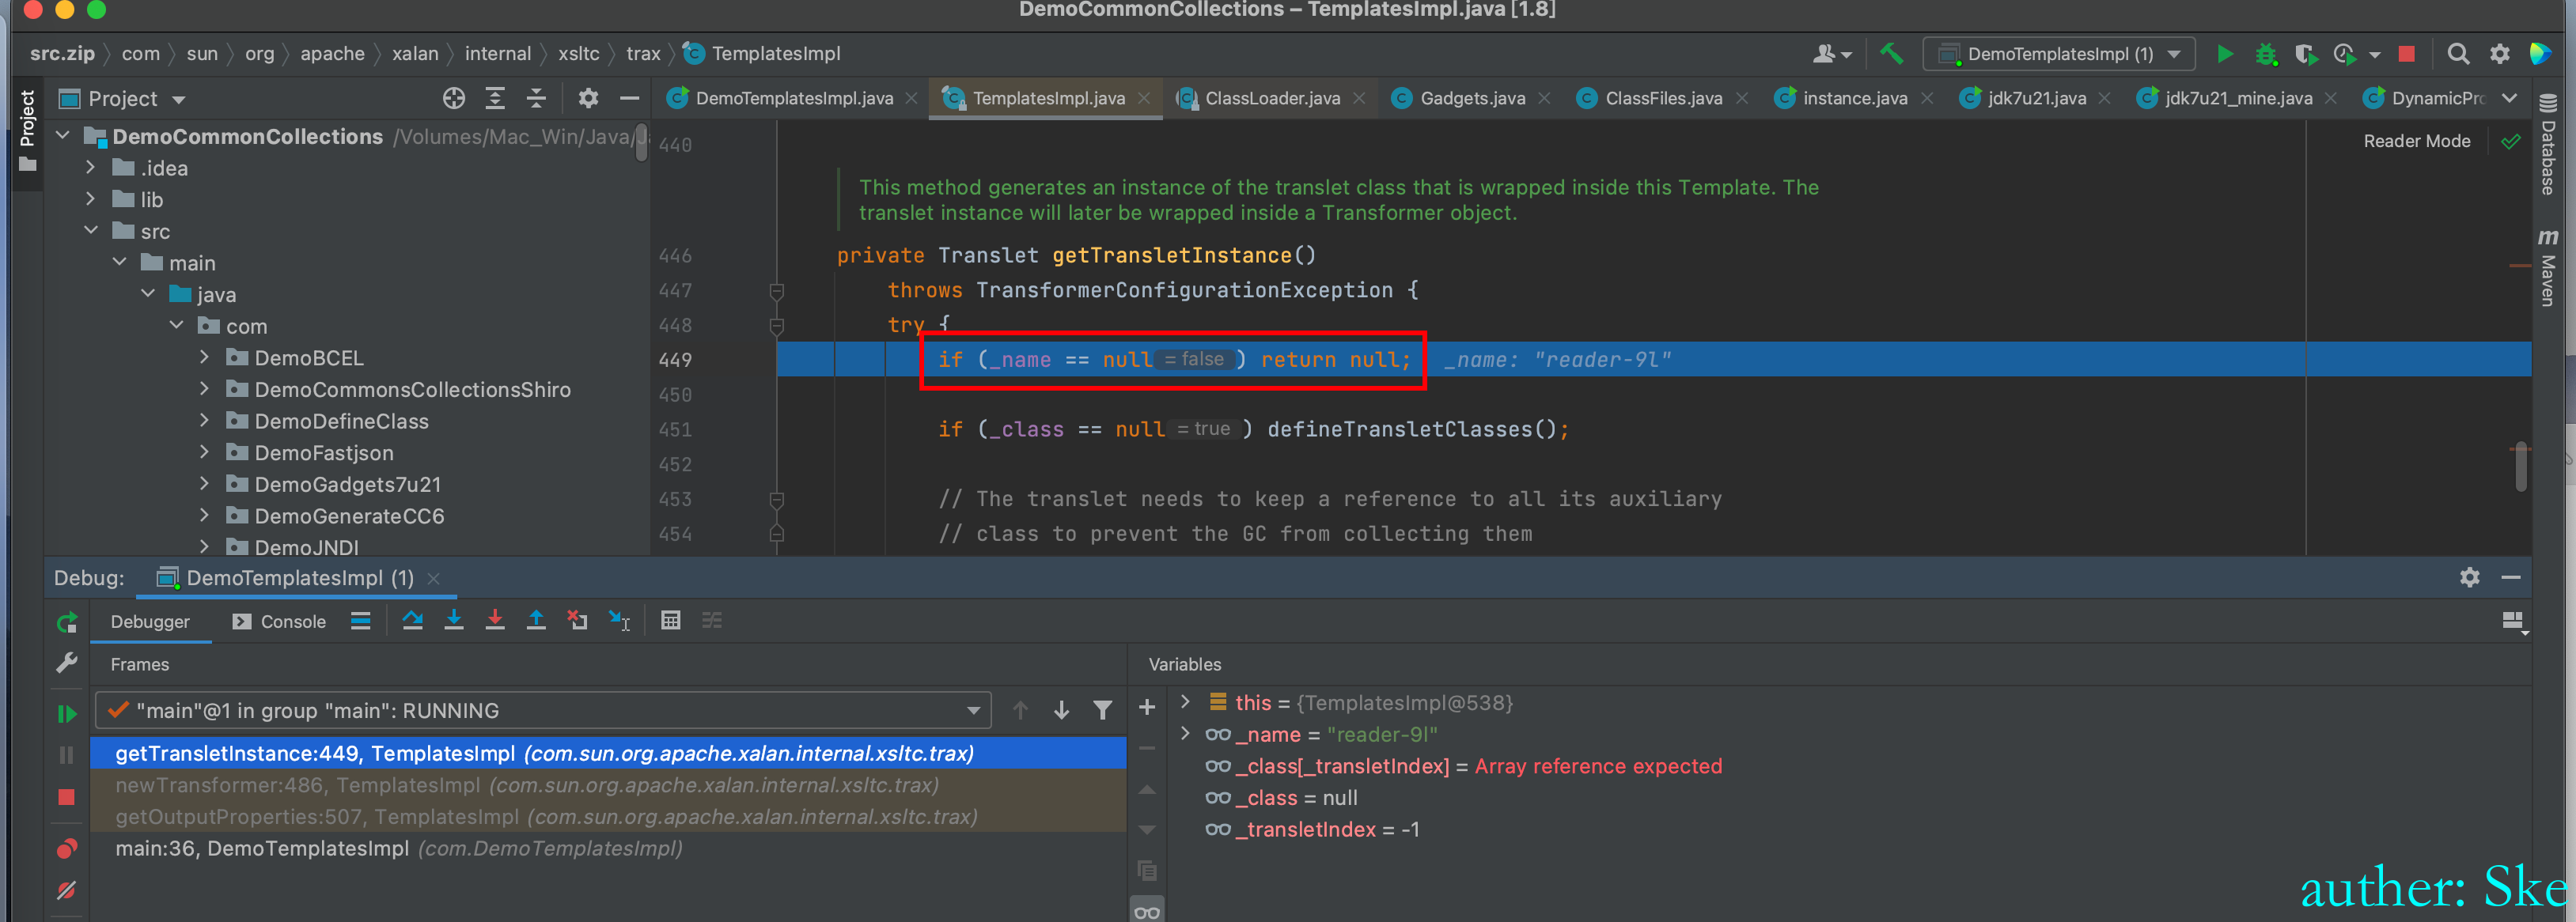 DemoCommonCollections – TemplatesImpl.java [1.8]
src.zip com sun org apache xalan internal xsltc trax TemplatesImpl
DemoTemplatesImpl (1)
Project
DemoTemplatesImpl.java TemplatesImpl.java ClassLoader.java Gadgets.java ClassFiles.java instance.java jdk7u21.java jdk7u21_mine.java DynamicPro
Project
DemoCommonCollections /Volumes/Mac_Win/Java/J
.idea
lib
src
main
java
com
DemoBCEL
DemoCommonsCollectionsShiro
DemoDefineClass
DemoFastjson
DemoGadgets7u21
DemoGenerateCC6
DemoJNDI
440
Reader Mode
This method generates an instance of the translet class that is wrapped inside this Template. The
translet instance will later be wrapped inside a Transformer object.
446 private Translet getTransletInstance()
447 throws TransformerConfigurationException {
448 try {
449 if (_name == null = false ) return null; _name: "reader-9l"
450
451 if (_class == null = true ) defineTransletClasses();
452
453 // The translet needs to keep a reference to all its auxiliary
454 // class to prevent the GC from collecting them
Database
Maven
Debug: DemoTemplatesImpl (1)
Debugger Console
Frames
"main"@1 in group "main": RUNNING
getTransletInstance:449, TemplatesImpl (com.sun.org.apache.xalan.internal.xsltc.trax)
newTransformer:486, TemplatesImpl (com.sun.org.apache.xalan.internal.xsltc.trax)
getOutputProperties:507, TemplatesImpl (com.sun.org.apache.xalan.internal.xsltc.trax)
main:36, DemoTemplatesImpl (com.DemoTemplatesImpl)
Variables
this = {TemplatesImpl@538}
_name = "reader-9l"
_class[_transletIndex] = Array reference expected
_class = null
_transletIndex = -1
auther: Ske